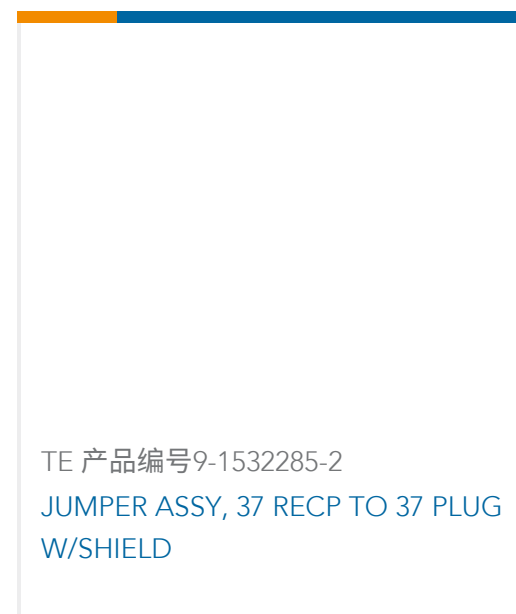 TE 产品编号9-1532285-2
JUMPER ASSY, 37 RECP TO 37 PLUG
W/SHIELD